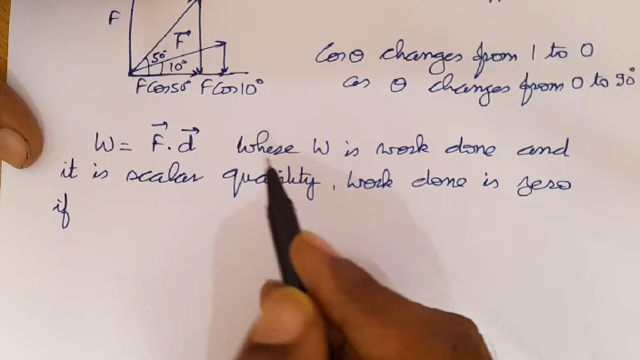 F
F
50°
10°
Fcos50° Fcos10°
Cosθ changes from 1 to 0
as θ changes from 0 to 90°
W = F . d where W is work done and
it is scalar quantity, work done is zero
if